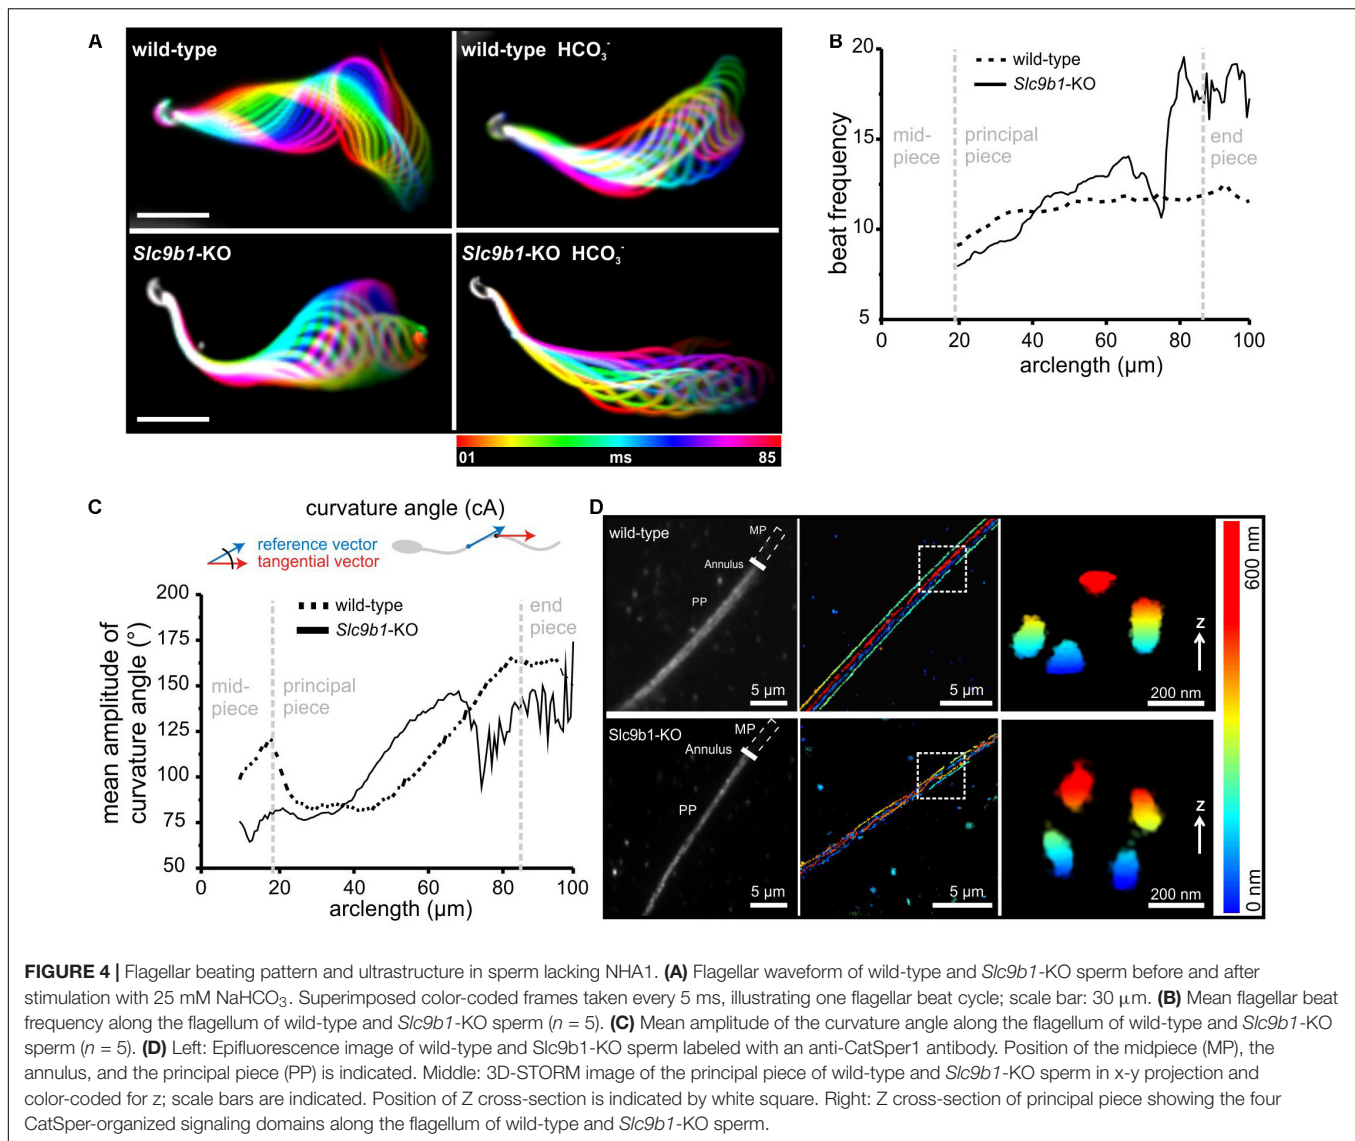 A
wild-type
wild-type HCO3-
Slc9b1-KO
Slc9b1-KO HCO3-
01 ms 85
B
20
15
10
5
beat frequency
wild-type
Slc9b1-KO
mid-
piece
principal
piece
end
piece
0 20 40 60 80 100
arclength (µm)
C
curvature angle (cA)
reference vector
tangential vector
200
175
150
125
100
75
50
mean amplitude of
curvature angle (°)
wild-type
Slc9b1-KO
mid-
piece
principal
piece
end
piece
0 20 40 60 80 100
arclength (µm)
D
wild-type
MP
Annulus
PP
5 µm
5 µm
z
200 nm
Slc9b1-KO
MP
Annulus
PP
5 µm
5 µm
z
200 nm
600 nm
0 nm
FIGURE 4 | Flagellar beating pattern and ultrastructure in sperm lacking NHA1. (A) Flagellar waveform of wild-type and Slc9b1-KO sperm before and after
stimulation with 25 mM NaHCO3. Superimposed color-coded frames taken every 5 ms, illustrating one flagellar beat cycle; scale bar: 30 µm. (B) Mean flagellar beat
frequency along the flagellum of wild-type and Slc9b1-KO sperm (n = 5). (C) Mean amplitude of the curvature angle along the flagellum of wild-type and Slc9b1-KO
sperm (n = 5). (D) Left: Epifluorescence image of wild-type and Slc9b1-KO sperm labeled with an anti-CatSper1 antibody. Position of the midpiece (MP), the
annulus, and the principal piece (PP) is indicated. Middle: 3D-STORM image of the principal piece of wild-type and Slc9b1-KO sperm in x-y projection and
color-coded for z; scale bars are indicated. Position of Z cross-section is indicated by white square. Right: Z cross-section of principal piece showing the four
CatSper-organized signaling domains along the flagellum of wild-type and Slc9b1-KO sperm.